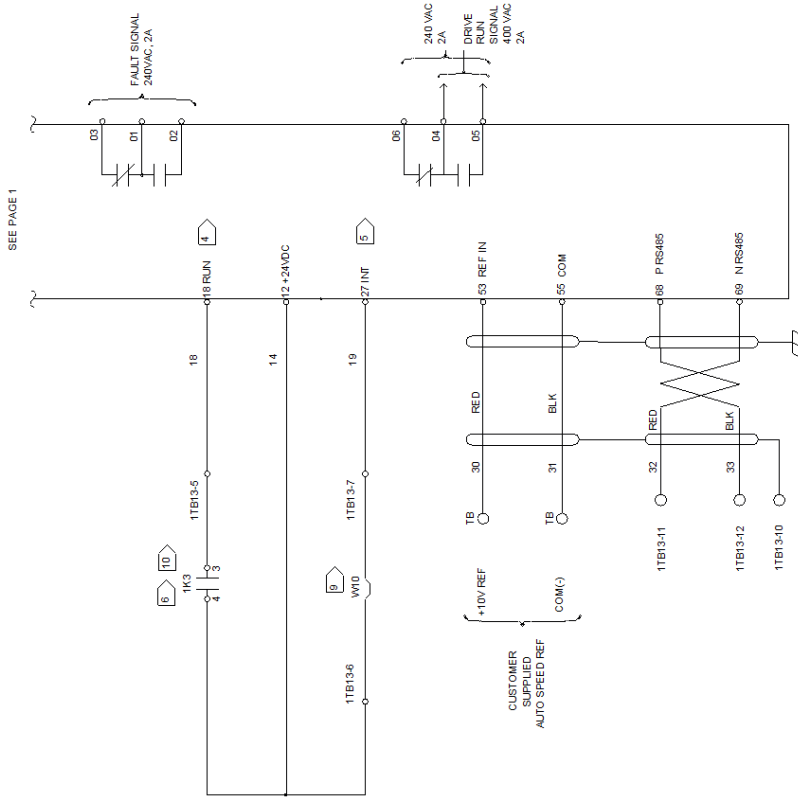 SEE PAGE 1
FAULT SIGNAL
240VAC, 2A
240 VAC
2A
DRIVE
RUN
SIGNAL
400 VAC
2A
03
01
02
06
04
05
4
5
18 RUN
12 +24VDC
27 INT
53 REF IN
55 COM
68 P RS485
69 N RS485
18
14
19
RED
BLK
RED
BLK
30
31
32
33
1TB13-5
1TB13-7
10
6
1K3
3
4
9
W10
1TB13-6
TB
TB
+10V REF
COM(-)
CUSTOMER
SUPPLIED
AUTO SPEED REF
1TB13-11
1TB13-12
1TB13-10